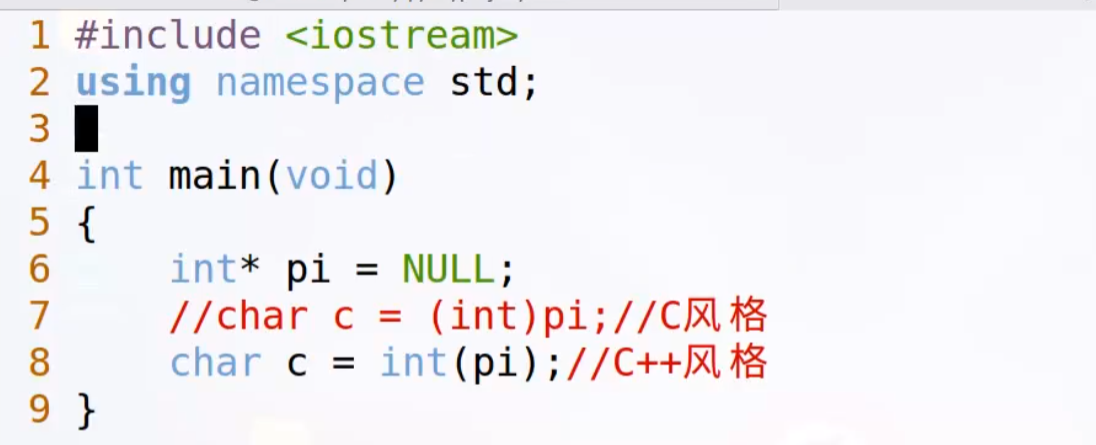 1 #include <iostream>
2 using namespace std;
3
4 int main(void)
5 {
6     int* pi = NULL;
7     //char c = (int)pi;//C风格
8     char c = int(pi);//C++风格
9 }